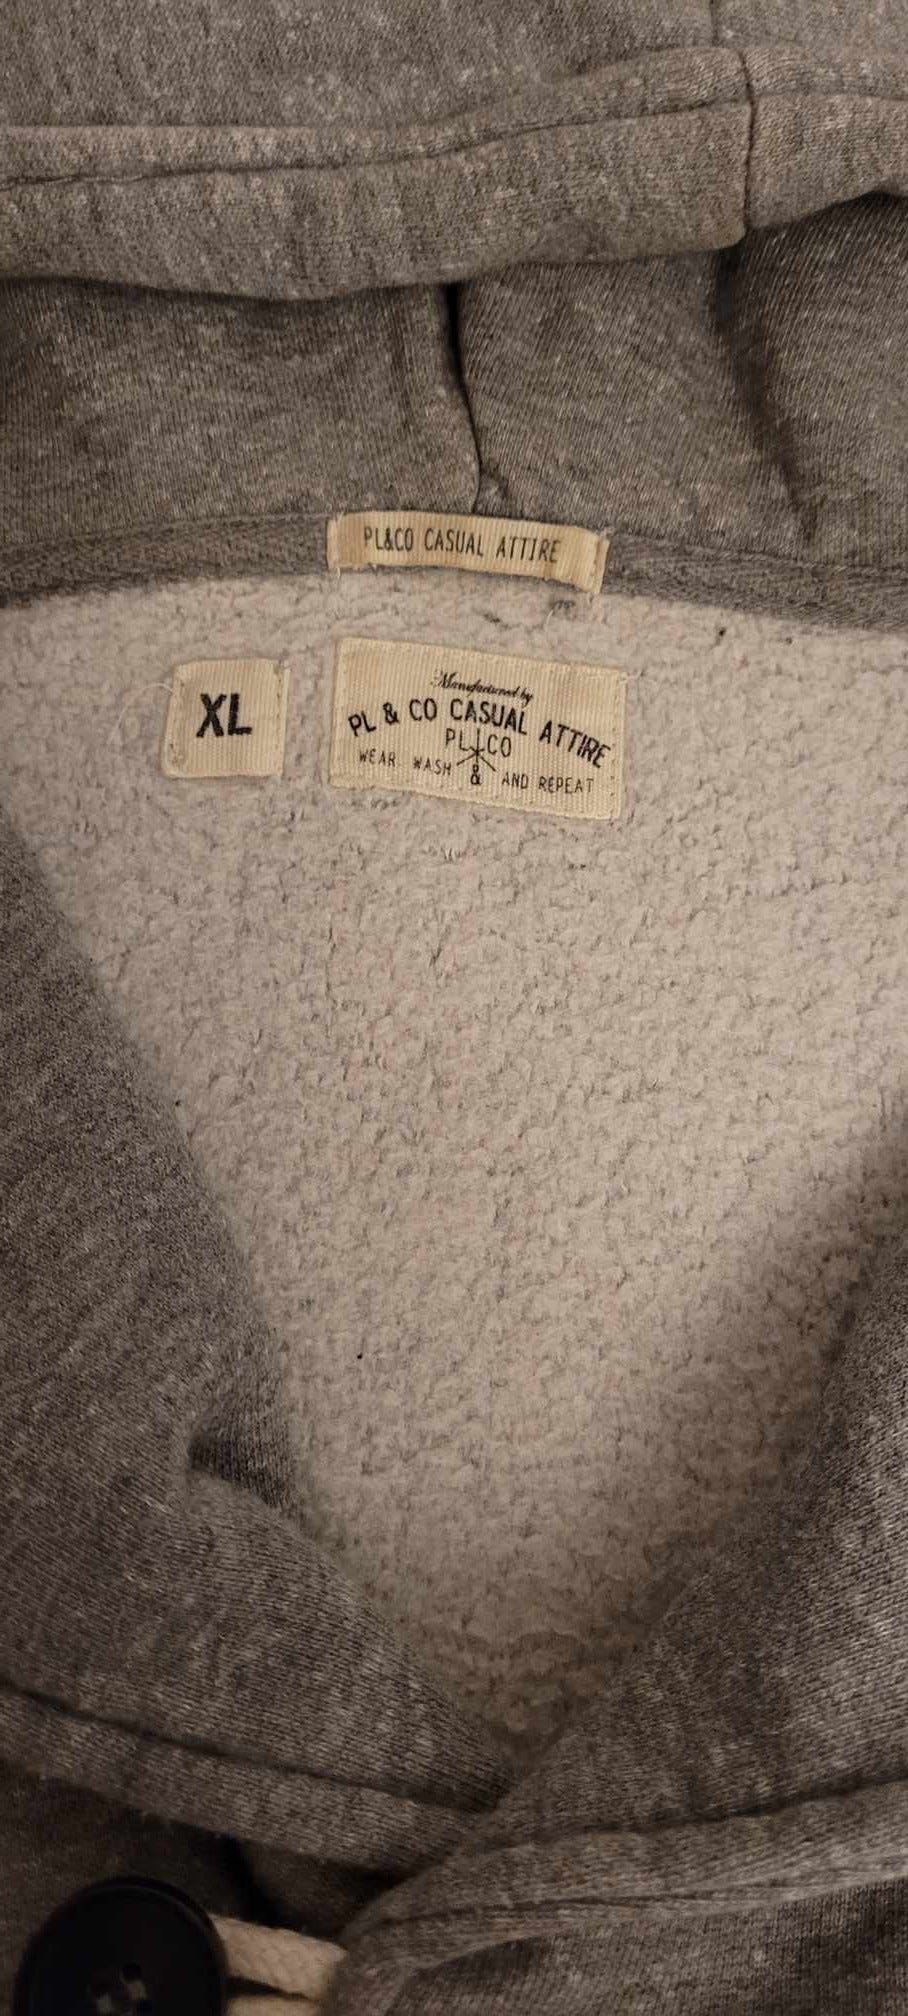 PL&CO CASUAL ATTIRE
XL
Manufactured by
PL & CO CASUAL ATTIRE
PL CO
WEAR WASH & AND REPEAT